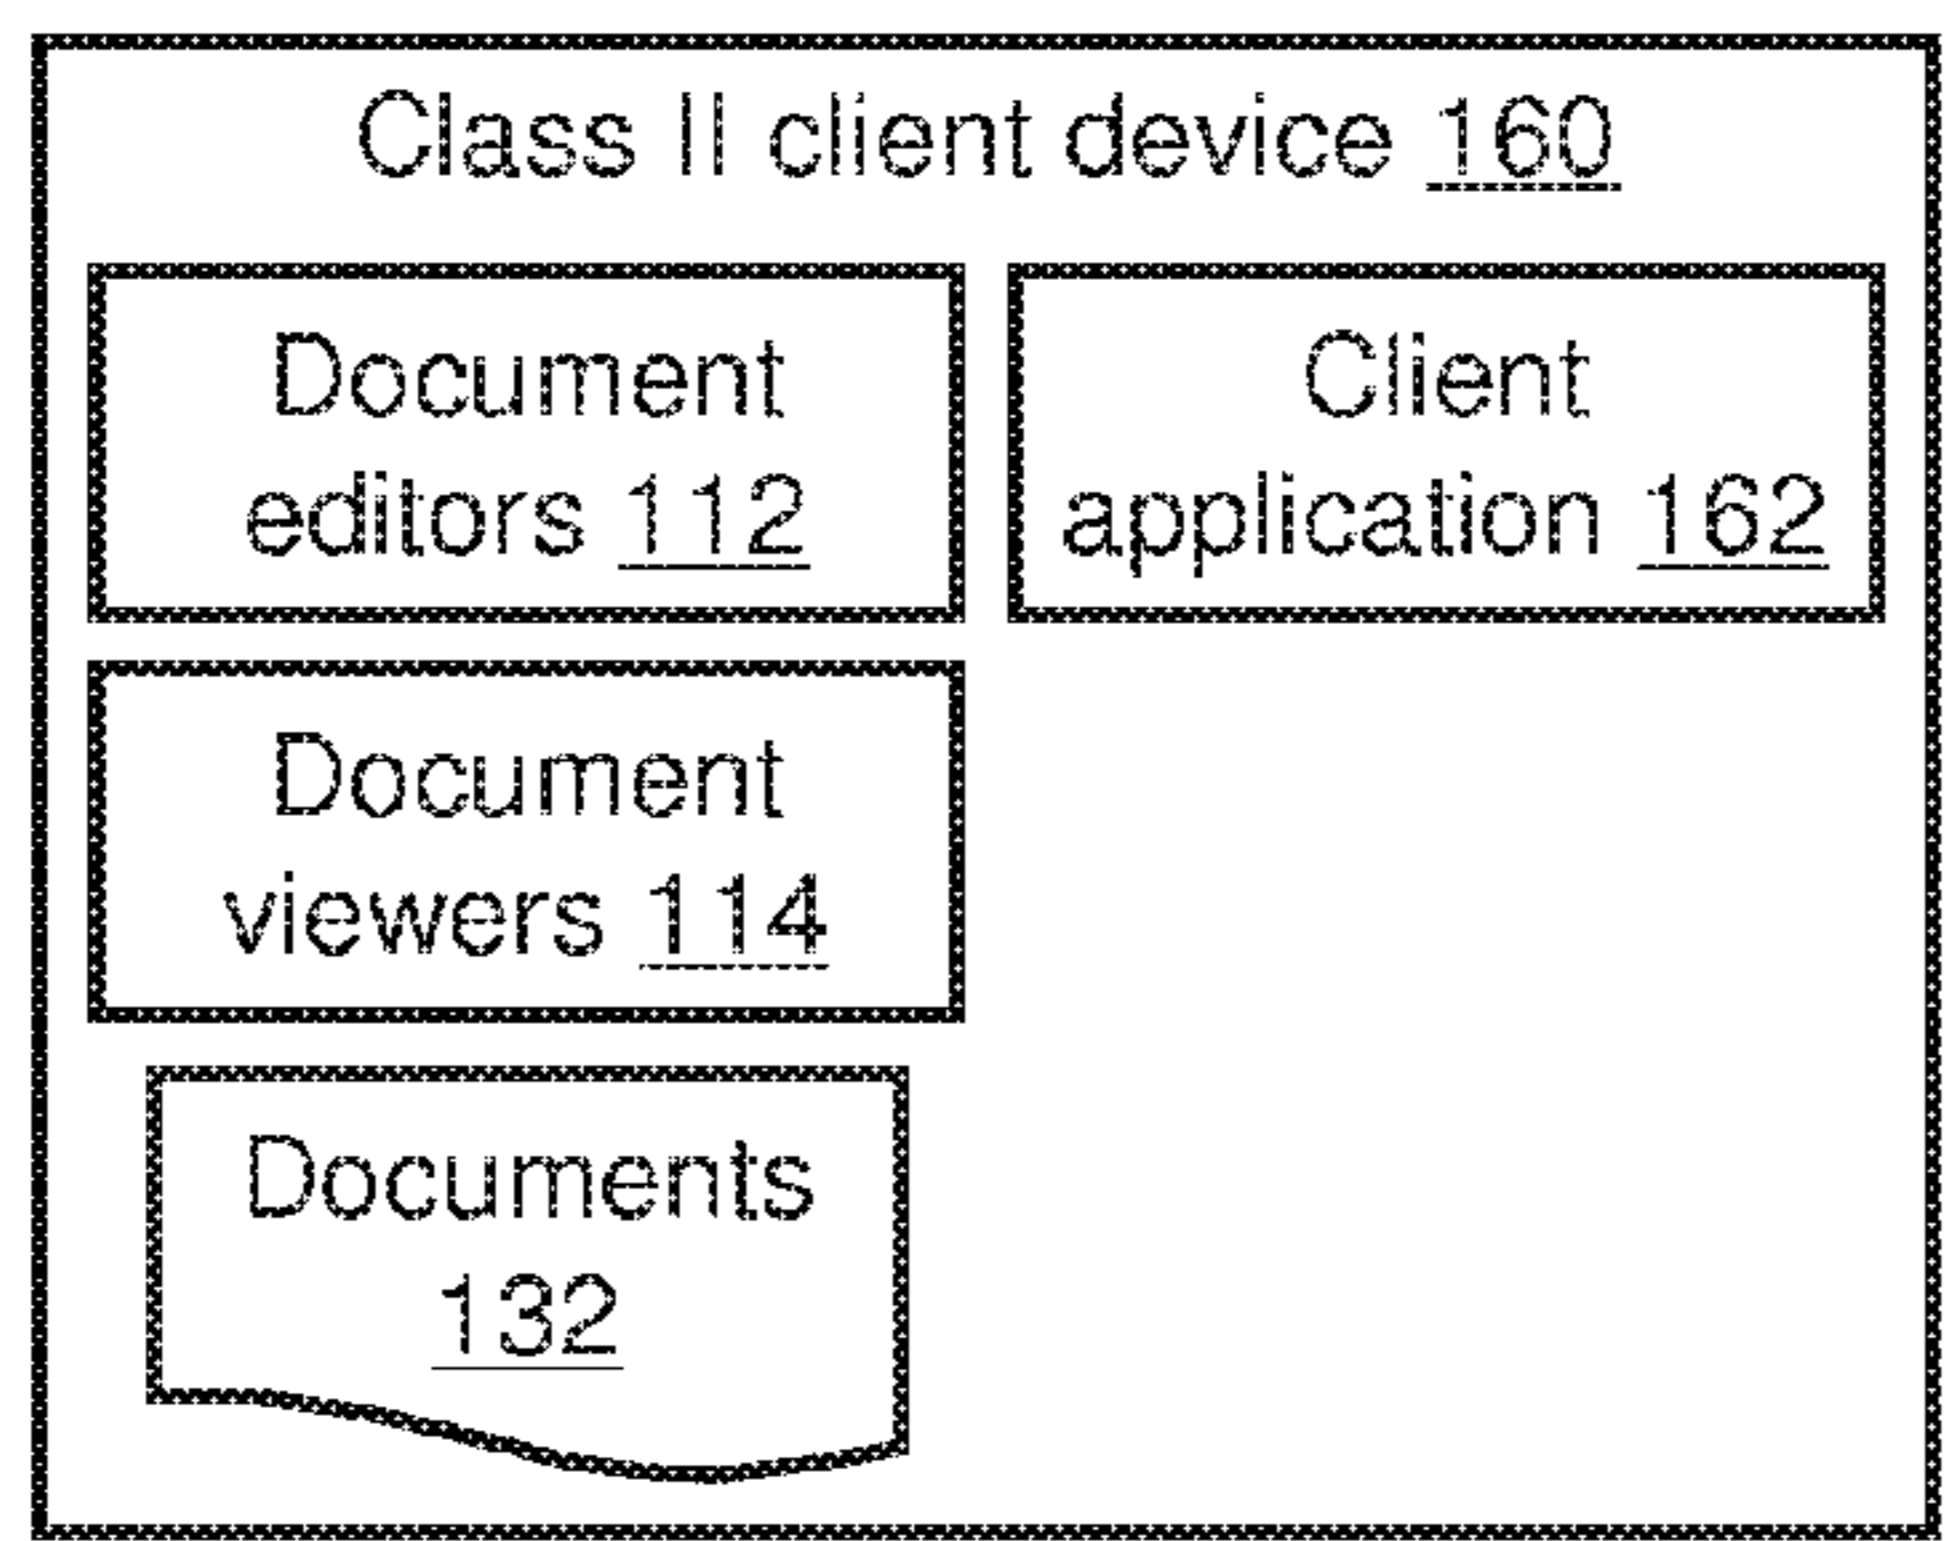 Class II client device 160
Document
editors 112
Client
application 162
Document
viewers 114
Documents
132